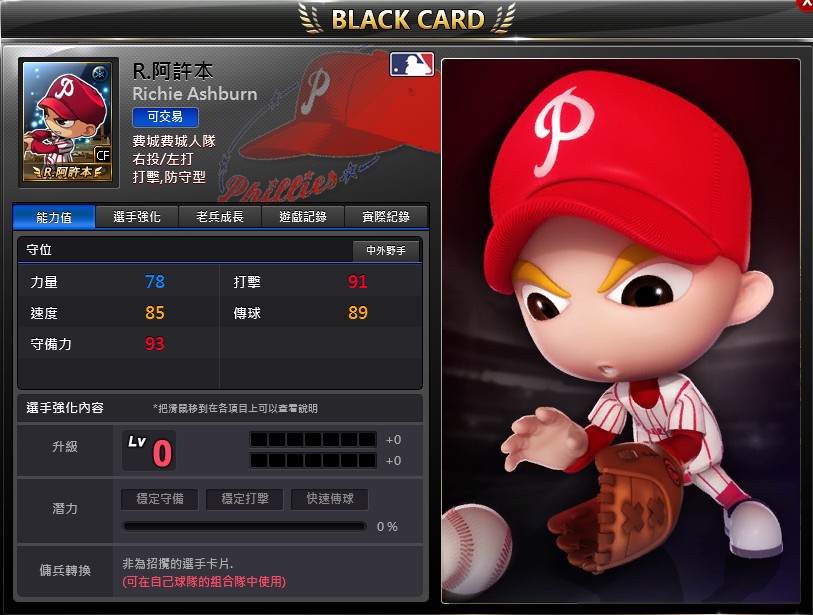 BLACK CARD
R.阿許本
Richie Ashburn
可交易
費城費城人隊
右投/左打
打擊,防守型
CF
R.阿許本
P
Phillies
能力值 選手強化 老兵成長 遊戲記錄 實際紀錄
守位 中外野手
力量 78 打擊 91
速度 85 傳球 89
守備力 93
選手強化內容 *把滑鼠移到在各項目上可以查看說明
升級 Lv 0 +0
+0
潛力 穩定守備 穩定打擊 快速傳球
0 %
傭兵轉換 非為招攬的選手卡片.
(可在自己球隊的組合隊中使用)
P